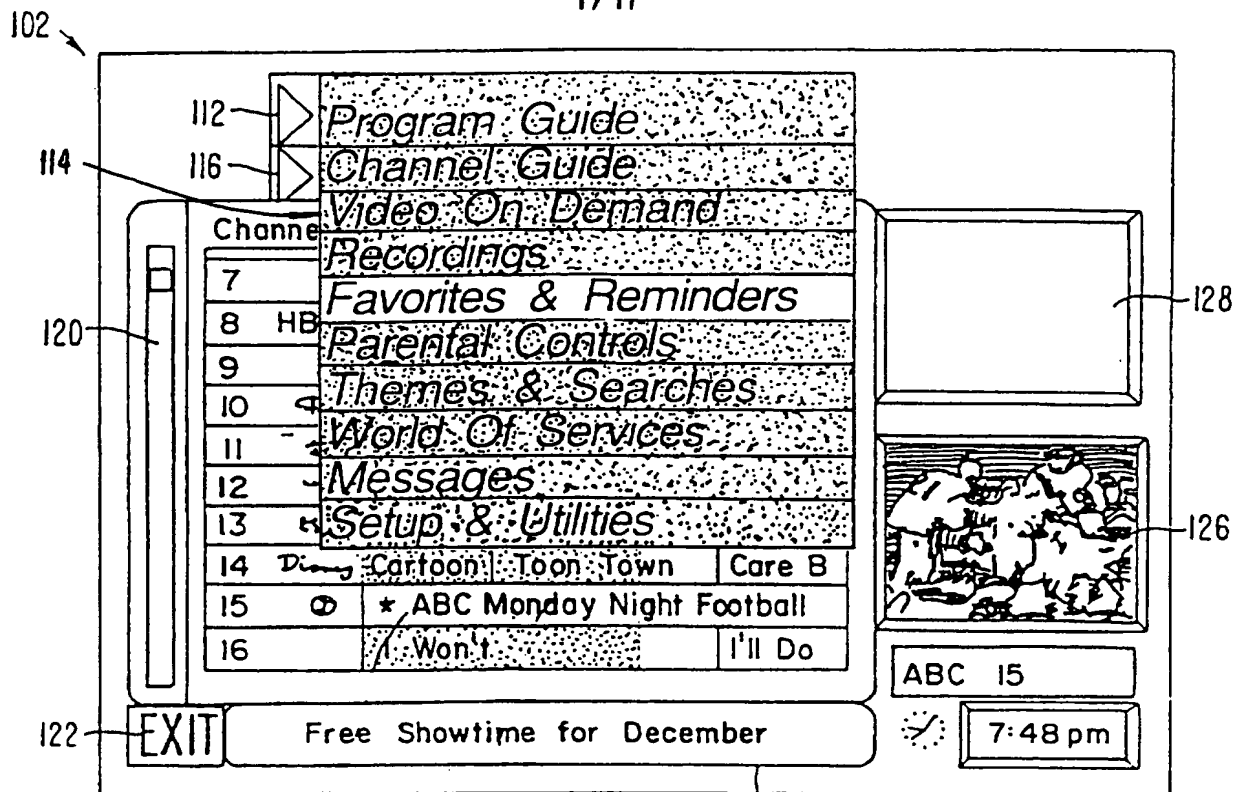 102
112
Program Guide
116
Channel Guide
114
Video On Demand
Channe
Recordings
7
Favorites & Reminders
128
8 HB
120
Parental Controls
9
Themes & Searches
10
World Of Services
11
Messages
12
Setup & Utilities
13
126
14 Disney Cartoon Toon Town Care B
15 * ABC Monday Night Football
16 I Won't I'll Do
ABC 15
122
EXIT
Free Showtime for December
7:48 pm